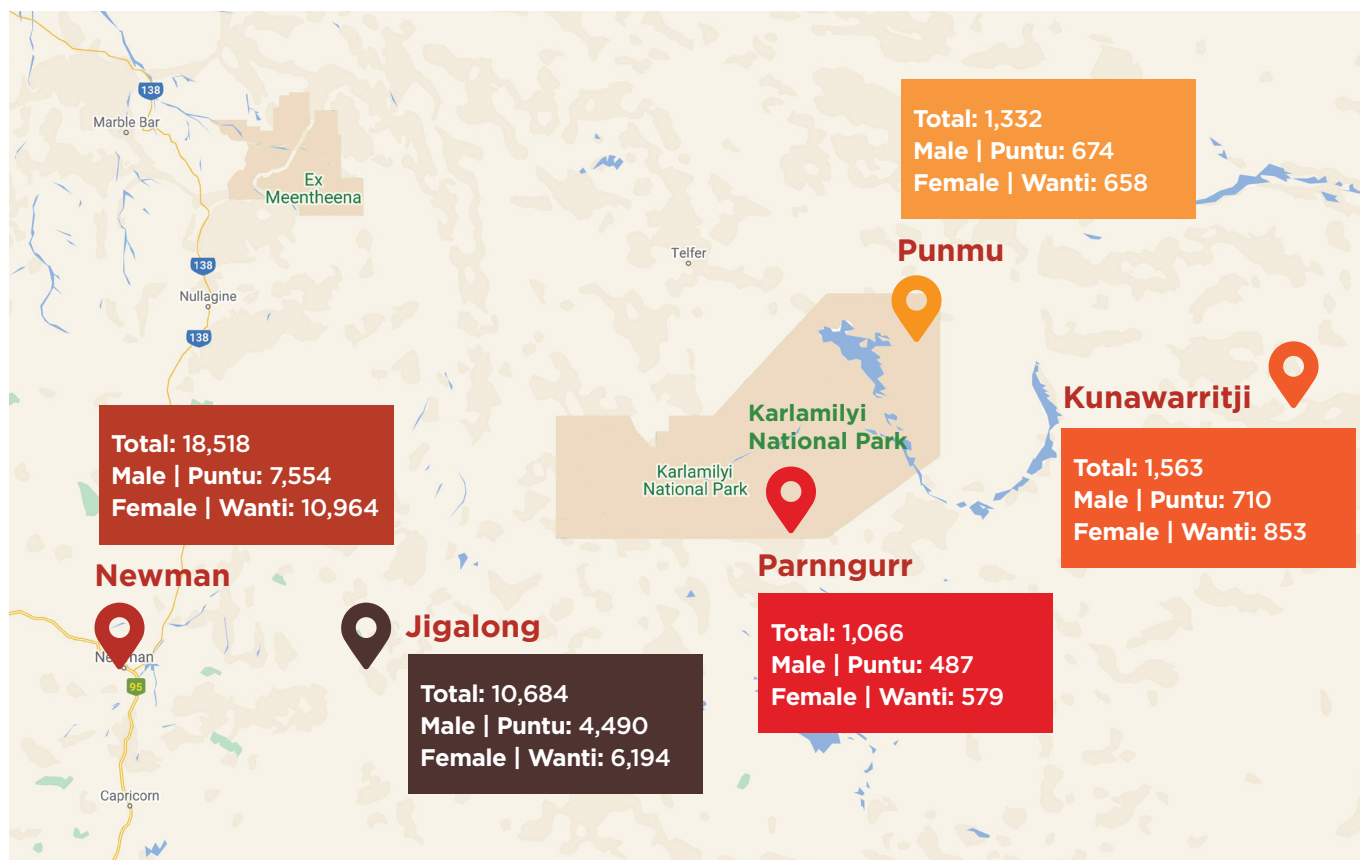 138
Marble Bar
Ex
Meentheena
Total: 1,332
Male | Puntu: 674
Female | Wanti: 658
Punmu
Telfer
138
Nullagine
138
Kunawarritji
Total: 1,563
Male | Puntu: 710
Female | Wanti: 853
Karlamilyi
National Park
Karlamilyi
National Park
Total: 18,518
Male | Puntu: 7,554
Female | Wanti: 10,964
Newman
Newman
95
Jigalong
Total: 10,684
Male | Puntu: 4,490
Female | Wanti: 6,194
Parnngurr
Total: 1,066
Male | Puntu: 487
Female | Wanti: 579
Capricorn